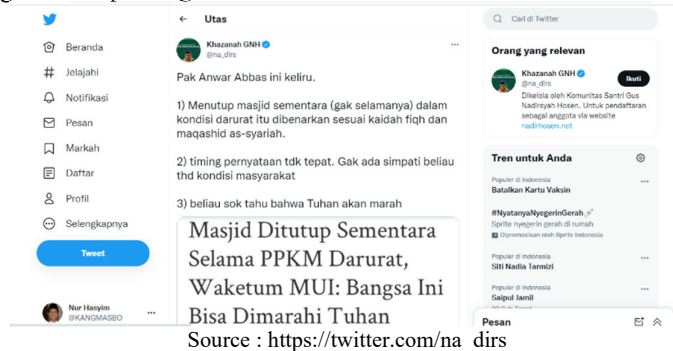 Utas
Cari di Twitter
Beranda
Jelajahi
Notifikasi
Pesan
Markah
Daftar
Profil
Selengkapnya
Tweet
Nur Hasyim
@KANGMASBO
Khazanah GNH
@na_dirs
Pak Anwar Abbas ini keliru.
1) Menutup masjid sementara (gak selamanya) dalam
kondisi darurat itu dibenarkan sesuai kaidah fiqh dan
maqashid as-syariah.
2) timing pernyataan tdk tepat. Gak ada simpati beliau
thd kondisi masyarakat
3) beliau sok tahu bahwa Tuhan akan marah
Masjid Ditutup Sementara
Selama PPKM Darurat,
Waketum MUI: Bangsa Ini
Bisa Dimarahi Tuhan
Orang yang relevan
Khazanah GNH
@na_dirs
Ikuti
Dikelola oleh Komunitas Santri Gus
Nadirsyah Hosen. Untuk pendaftaran
sebagai anggota via website
nadirhosen.net
Tren untuk Anda
Populer di Indonesia
Batalkan Kartu Vaksin
#NyatanyaNyegerinGerah
Sprite nyegerin gerah di rumah
Dipromosikan oleh Sprite Indonesia
Populer di Indonesia
Siti Nadia Tarmizi
Populer di Indonesia
Saipul Jamil
Pesan
Source : https://twitter.com/na_dirs